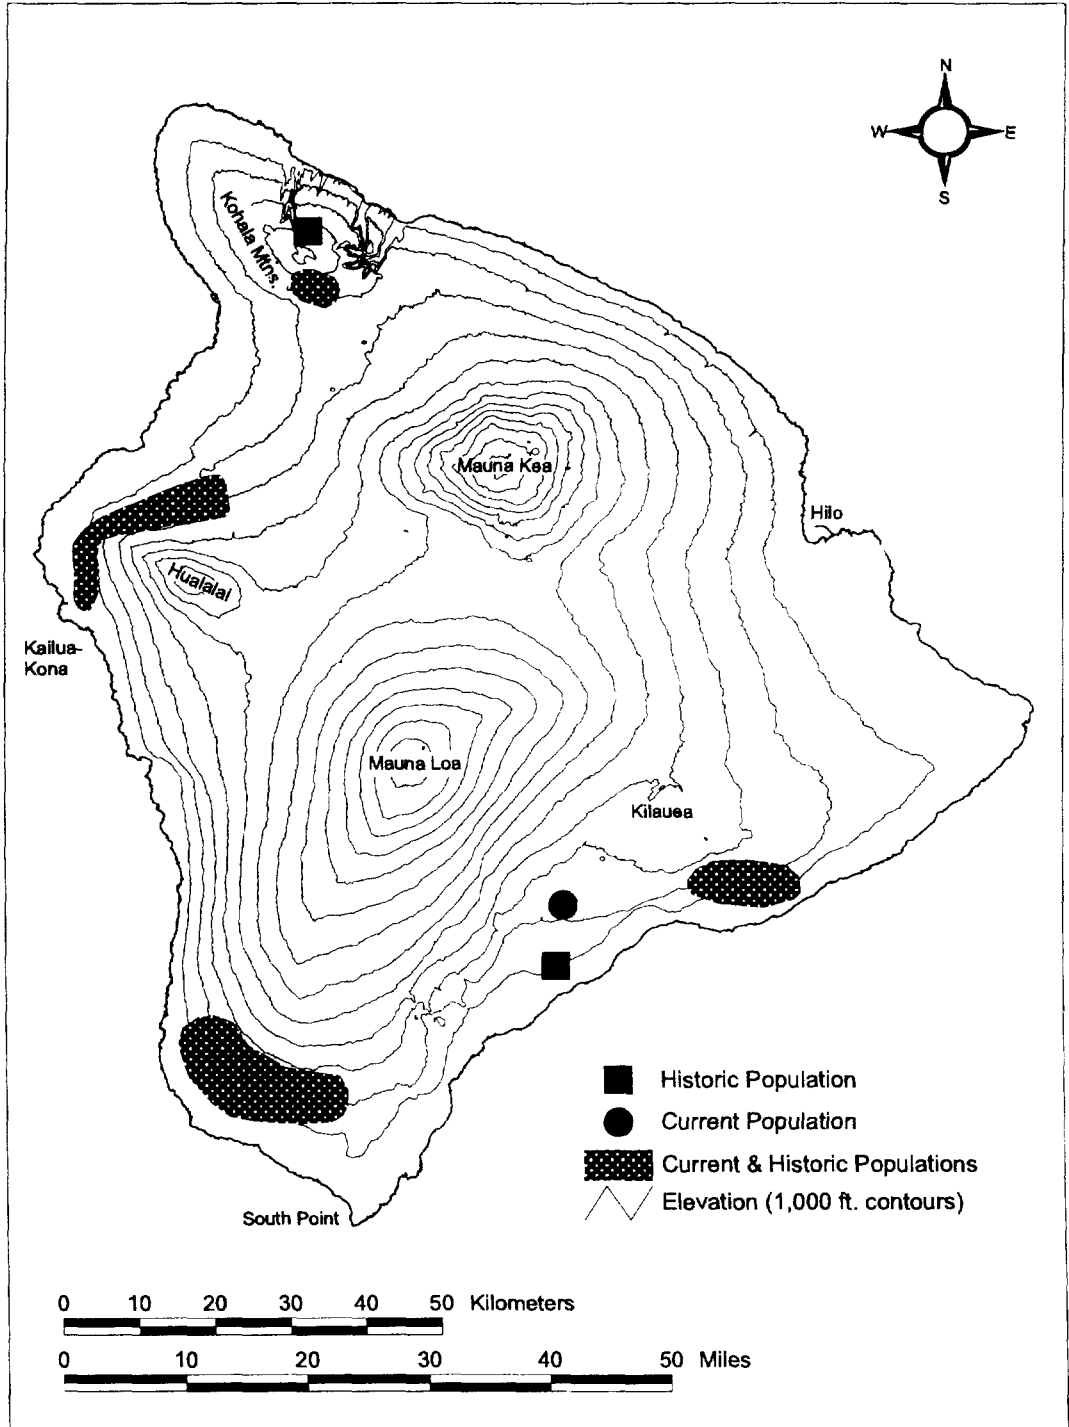 N
W E
S
Kohala Mtns.
Mauna Kea
Hilo
Hualalai
Kailua-
Kona
Mauna Loa
Kilauea
Historic Population
Current Population
Current & Historic Populations
Elevation (1,000 ft. contours)
South Point
0 10 20 30 40 50 Kilometers
0 10 20 30 40 50 Miles